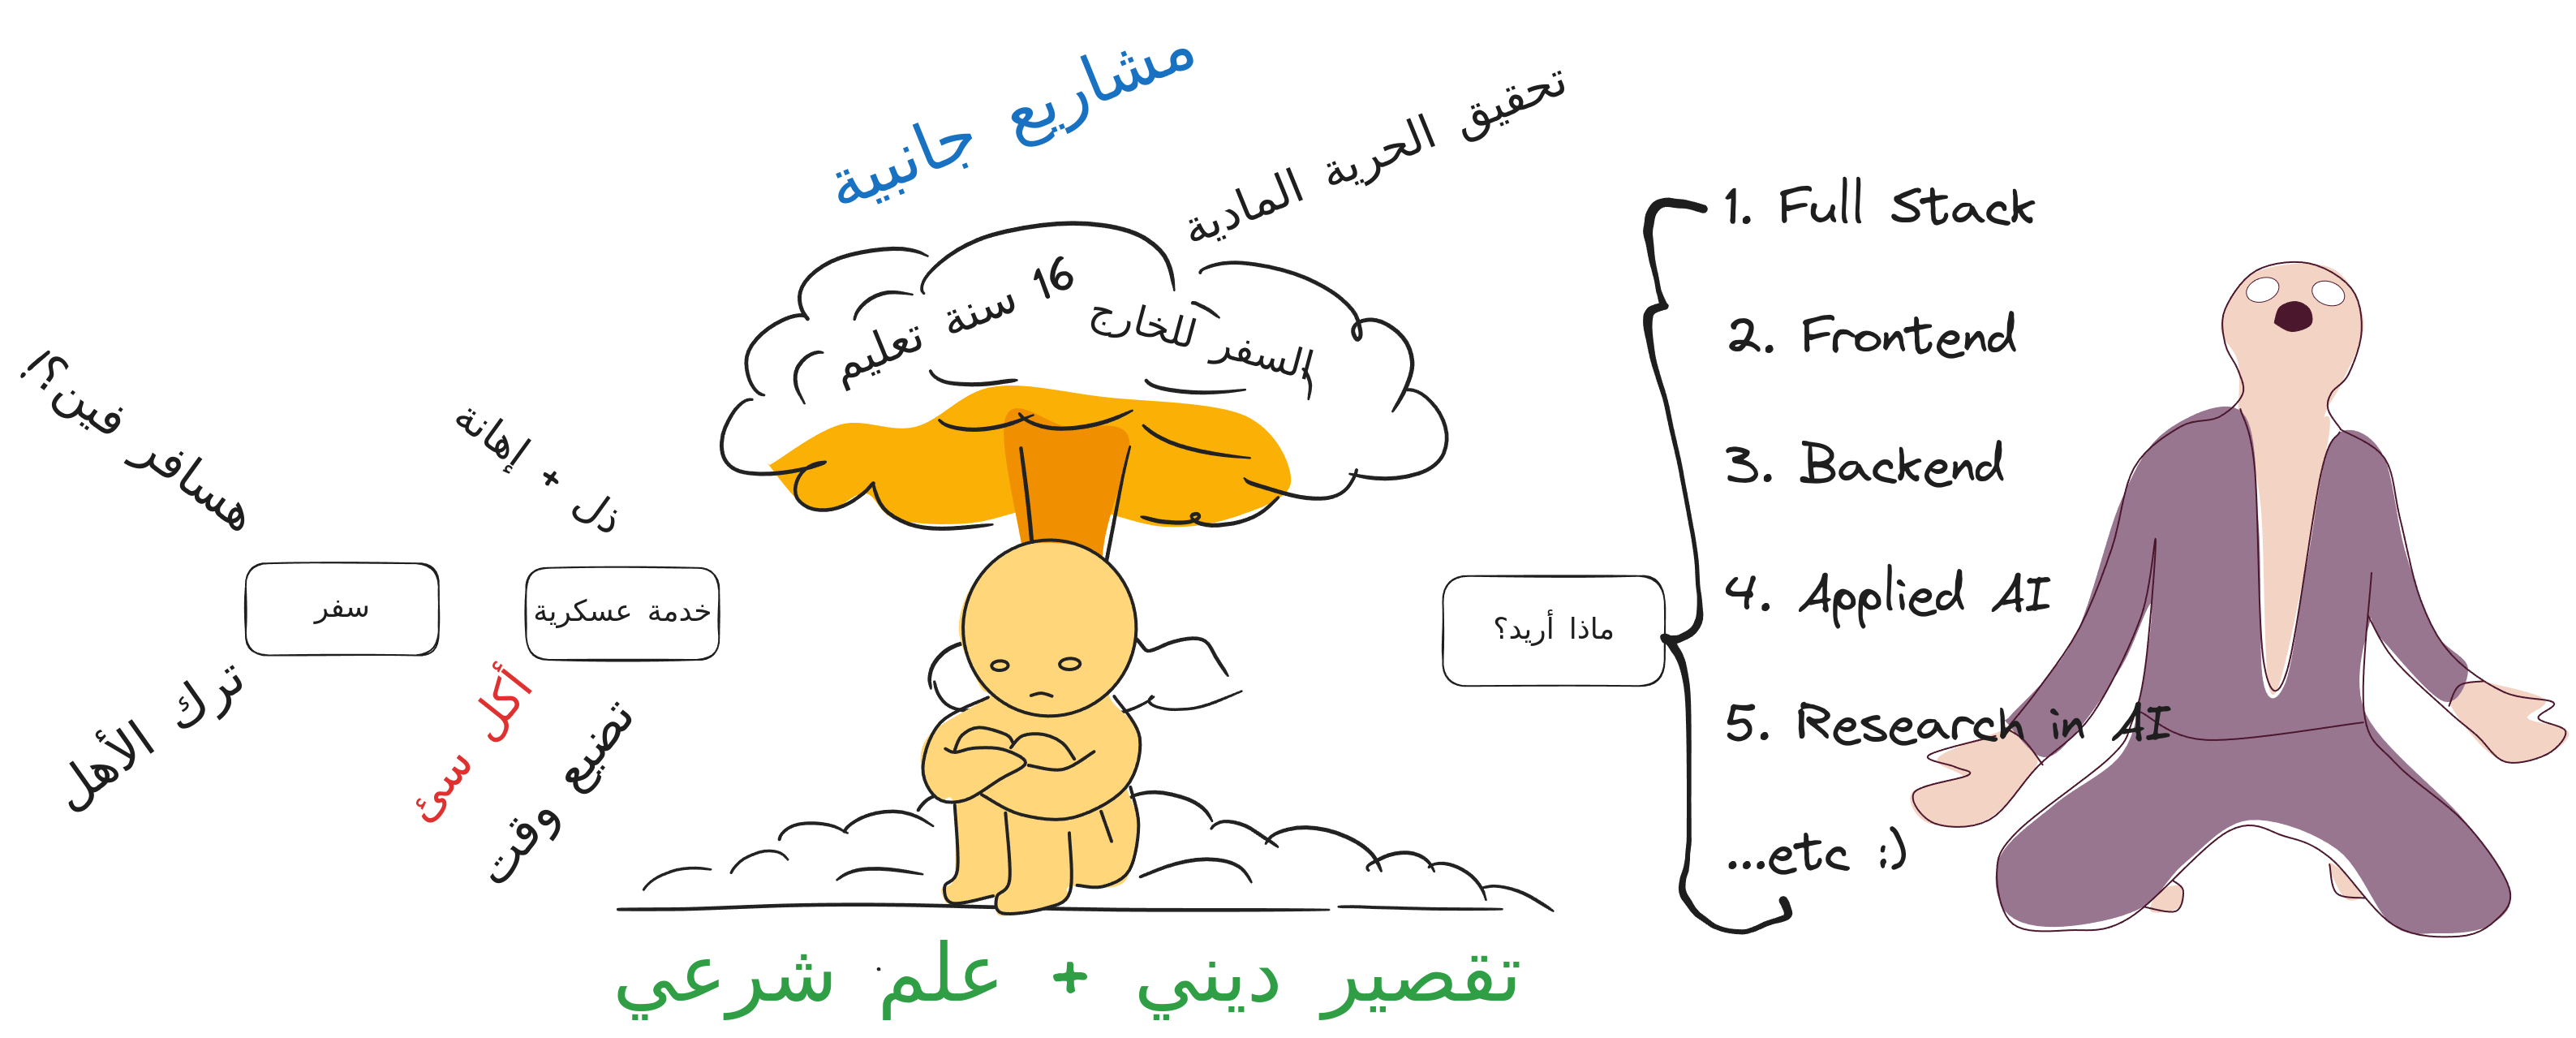 مشاريع جانبية
تحقيق الحرية المادية
16 سنة تعليم
السفر للخارج
هسافر فين؟!
ذل + إهانة
سفر
خدمة عسكرية
ترك الأهل
أكل سئ
تضييع وقت
ماذا أريد؟
1. Full Stack
2. Frontend
3. Backend
4. Applied AI
5. Research in AI
...etc :)
تقصير ديني + علم شرعي